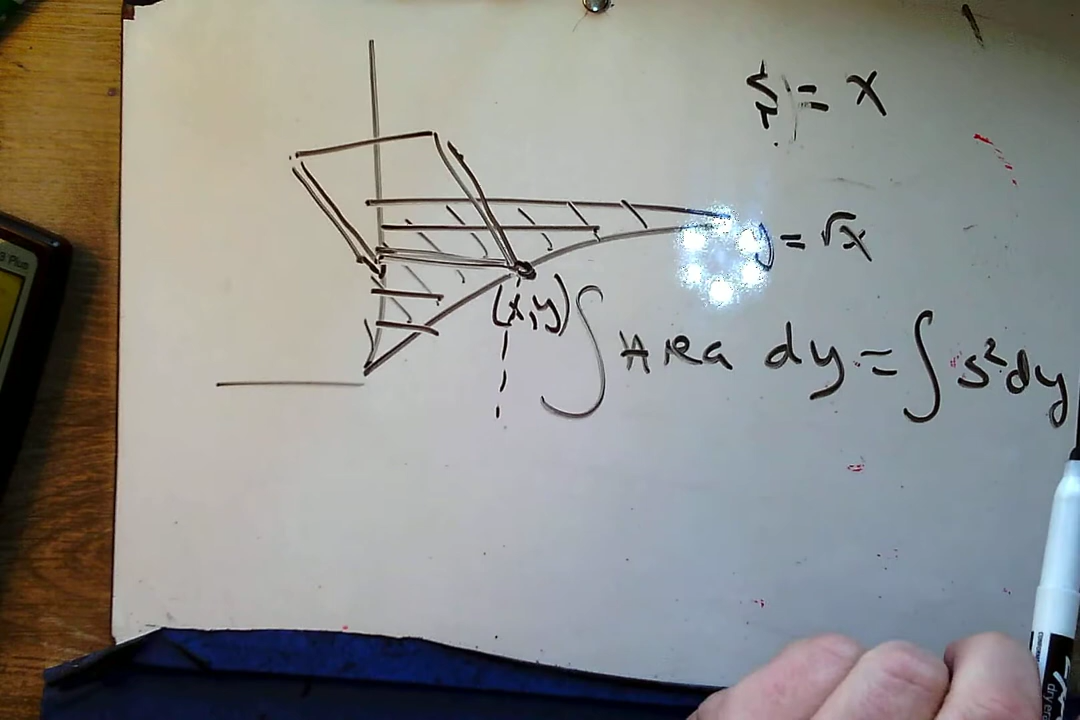 S = x
y = √x
(x,y)
∫ Area dy = ∫ s² dy